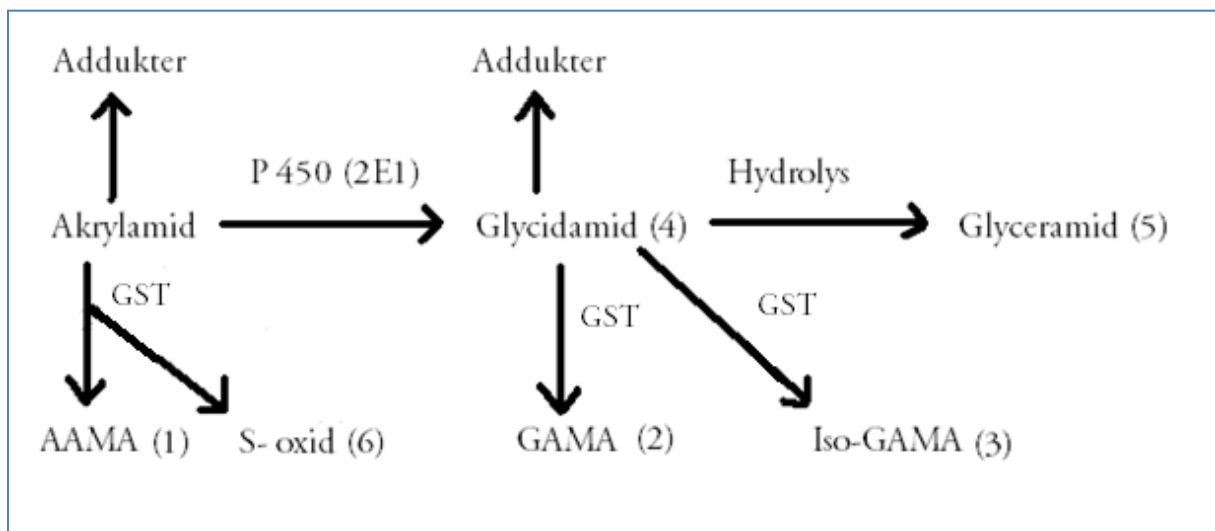 Addukter
Addukter
P 450 (2E1)
Hydrolys
Akrylamid
Glycidamid (4)
Glyceramid (5)
GST
GST
GST
AAMA (1)
S- oxid (6)
GAMA (2)
Iso-GAMA (3)